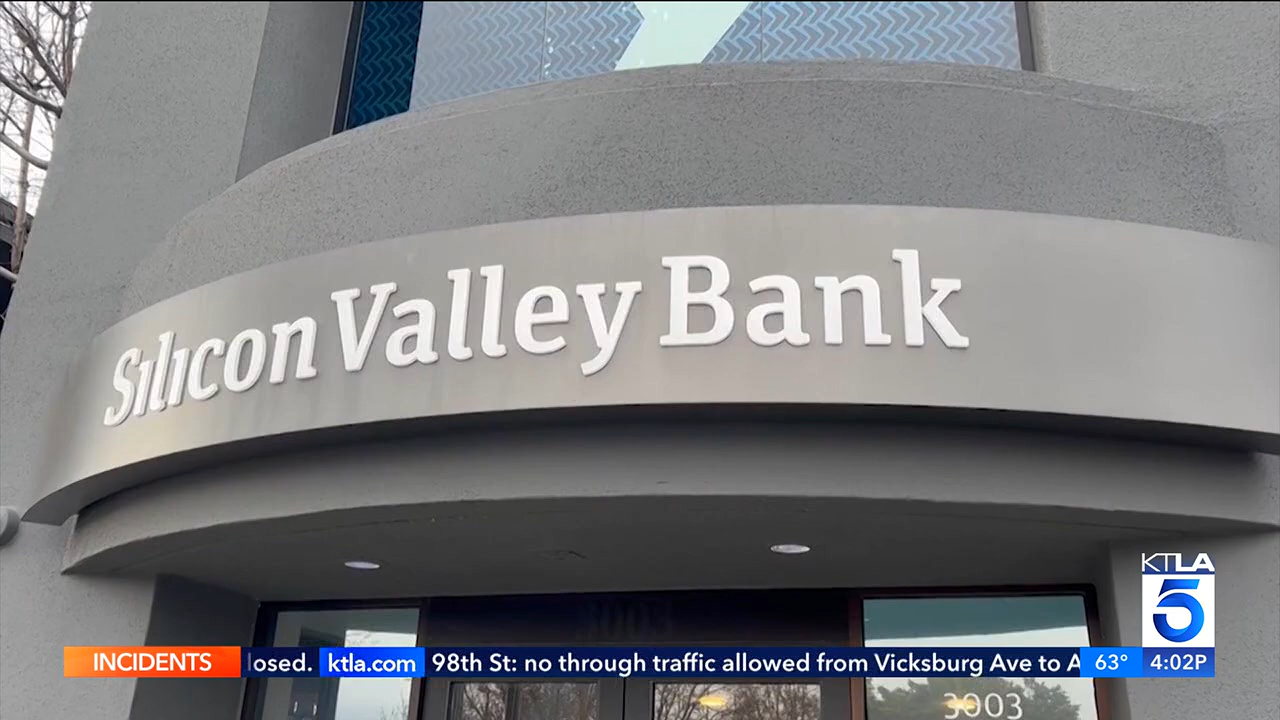 Silicon Valley Bank
3003
3003
KTLA
5
INCIDENTS losed. ktla.com 98th St: no through traffic allowed from Vicksburg Ave to A 63° 4:02P